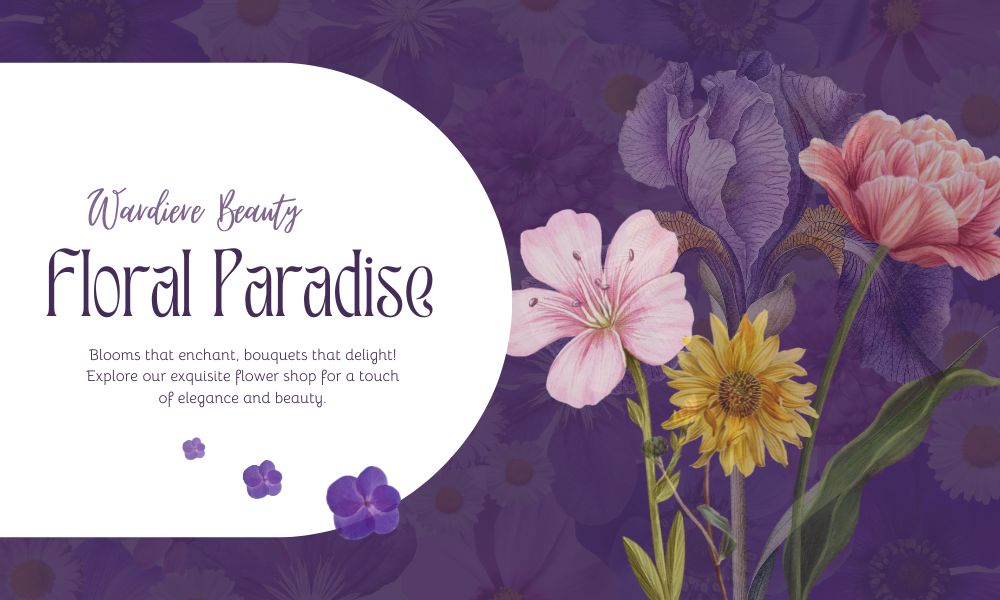 Wardiere Beauty
Floral Paradise
Blooms that enchant, bouquets that delight!
Explore our exquisite flower shop for a touch
of elegance and beauty.